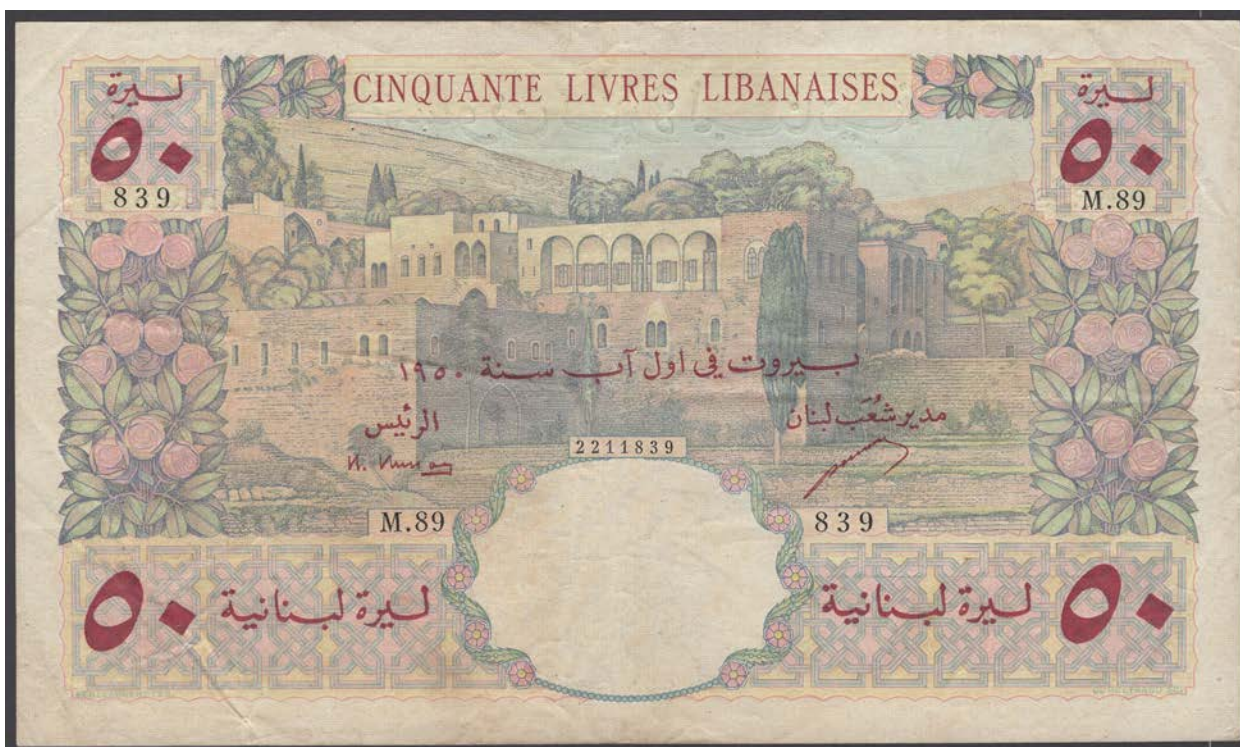 CINQUANTE LIVRES LIBANAISES
ليرة
٥٠
839
ليرة
٥٠
M.89
بيروت في اول آب سنة ١٩٥٠
مدير شُعَب لبنان
الرئيس
2211839
M.89
839
٥٠ ليرة لبنانية
٥٠ ليرة لبنانية